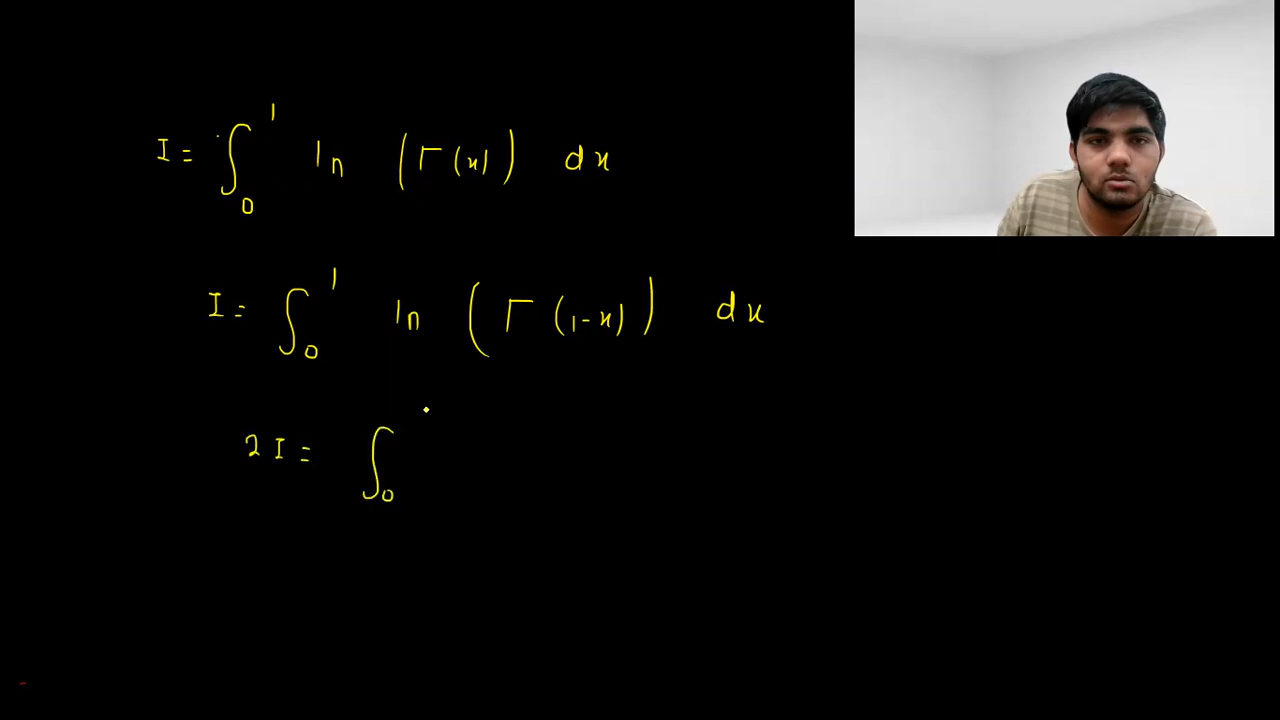 I = ∫₀¹ ln (Γ(x)) dx
I = ∫₀¹ ln (Γ(1-x)) dx
2I = ∫₀